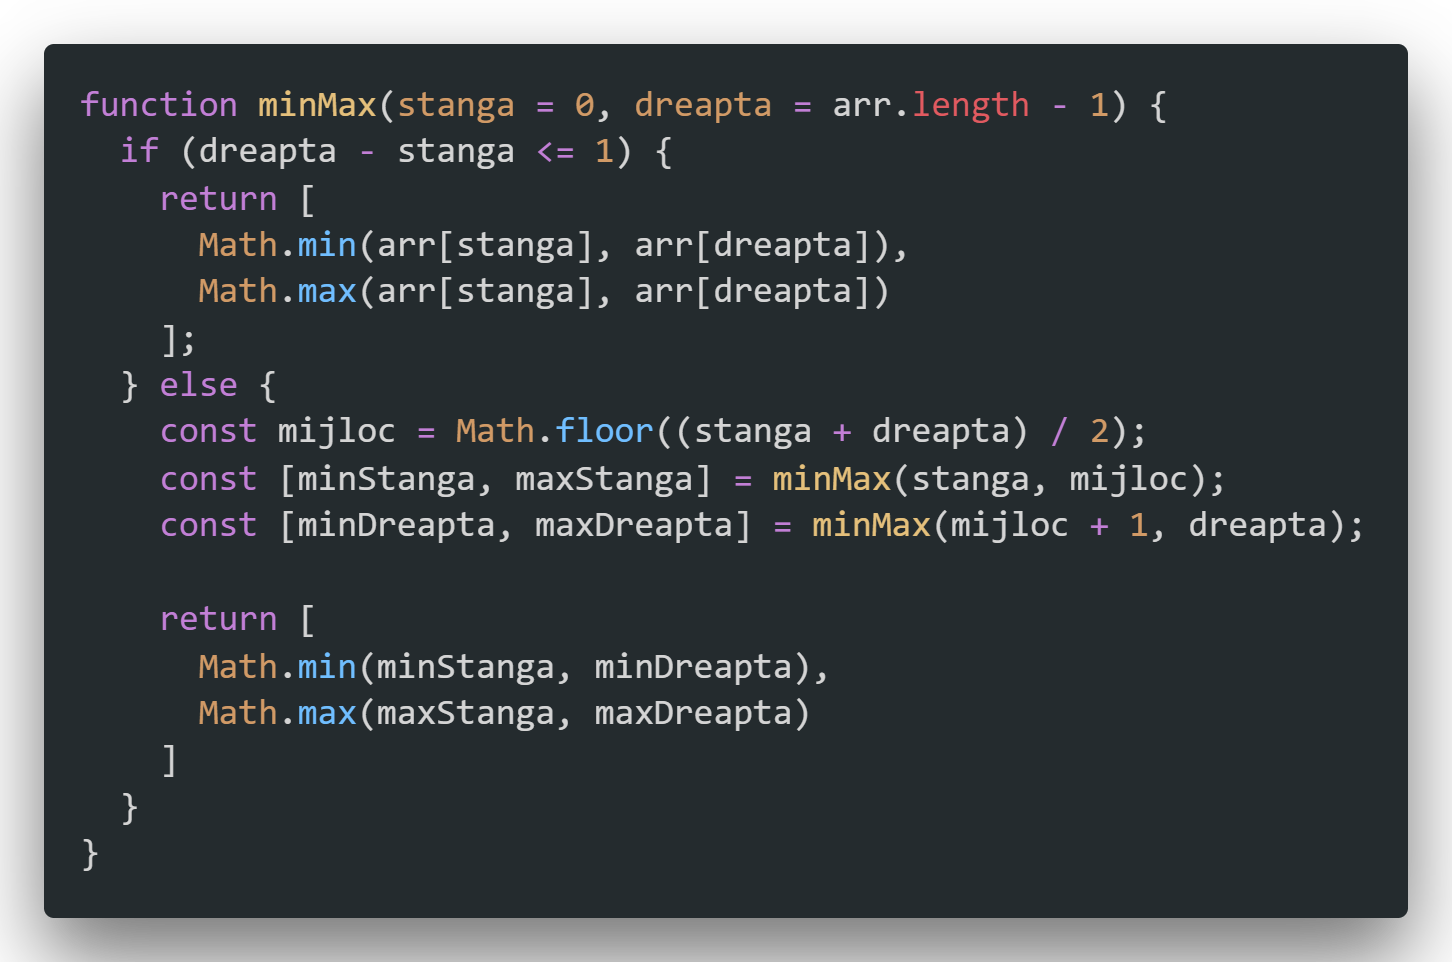 function minMax(stanga = 0, dreapta = arr.length - 1) {
  if (dreapta - stanga <= 1) {
    return [
      Math.min(arr[stanga], arr[dreapta]),
      Math.max(arr[stanga], arr[dreapta])
    ];
  } else {
    const mijloc = Math.floor((stanga + dreapta) / 2);
    const [minStanga, maxStanga] = minMax(stanga, mijloc);
    const [minDreapta, maxDreapta] = minMax(mijloc + 1, dreapta);

    return [
      Math.min(minStanga, minDreapta),
      Math.max(maxStanga, maxDreapta)
    ]
  }
}